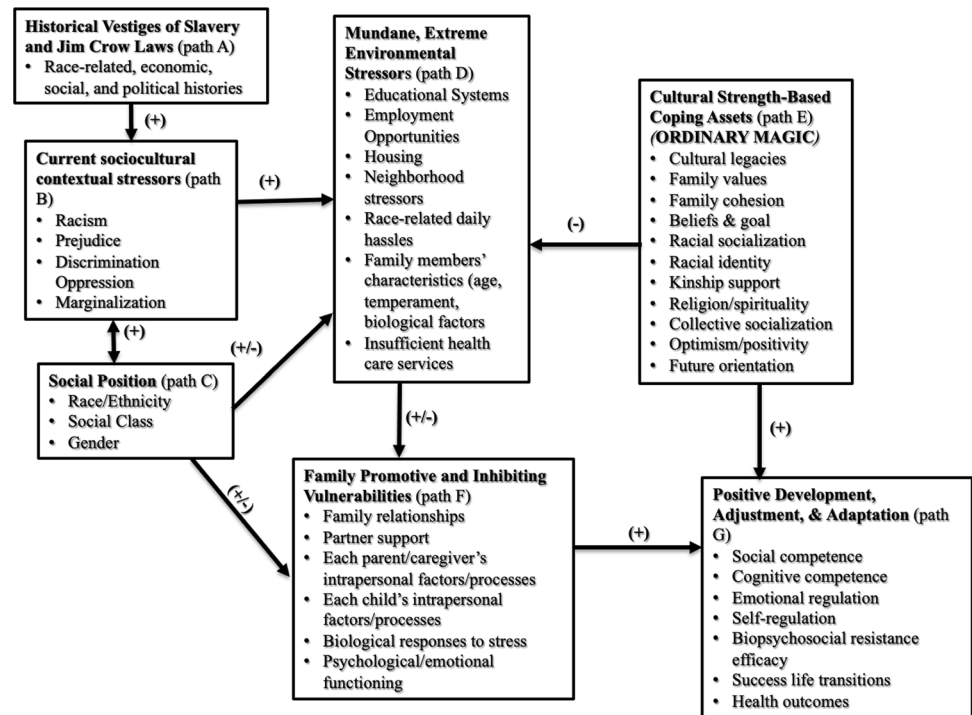 Historical Vestiges of Slavery
and Jim Crow Laws (path A)
• Race-related, economic,
social, and political histories
(+)
Current sociocultural
contextual stressors (path
B)
• Racism
• Prejudice
• Discrimination
Oppression
• Marginalization
(+)
(+)
Social Position (path C)
• Race/Ethnicity
• Social Class
• Gender
(+/-)
(+/-)
Mundane, Extreme
Environmental
Stressors (path D)
• Educational Systems
• Employment
Opportunities
• Housing
• Neighborhood
stressors
• Race-related daily
hassles
• Family members’
characteristics (age,
temperament,
biological factors
• Insufficient health
care services
(-)
(+/-)
Cultural Strength-Based
Coping Assets (path E)
(ORDINARY MAGIC)
• Cultural legacies
• Family values
• Family cohesion
• Beliefs & goal
• Racial socialization
• Racial identity
• Kinship support
• Religion/spirituality
• Collective socialization
• Optimism/positivity
• Future orientation
(+)
Family Promotive and Inhibiting
Vulnerabilities (path F)
• Family relationships
• Partner support
• Each parent/caregiver’s
intrapersonal factors/processes
• Each child’s intrapersonal
factors/processes
• Biological responses to stress
• Psychological/emotional
functioning
(+)
Positive Development,
Adjustment, & Adaptation (path
G)
• Social competence
• Cognitive competence
• Emotional regulation
• Self-regulation
• Biopsychosocial resistance
efficacy
• Success life transitions
• Health outcomes